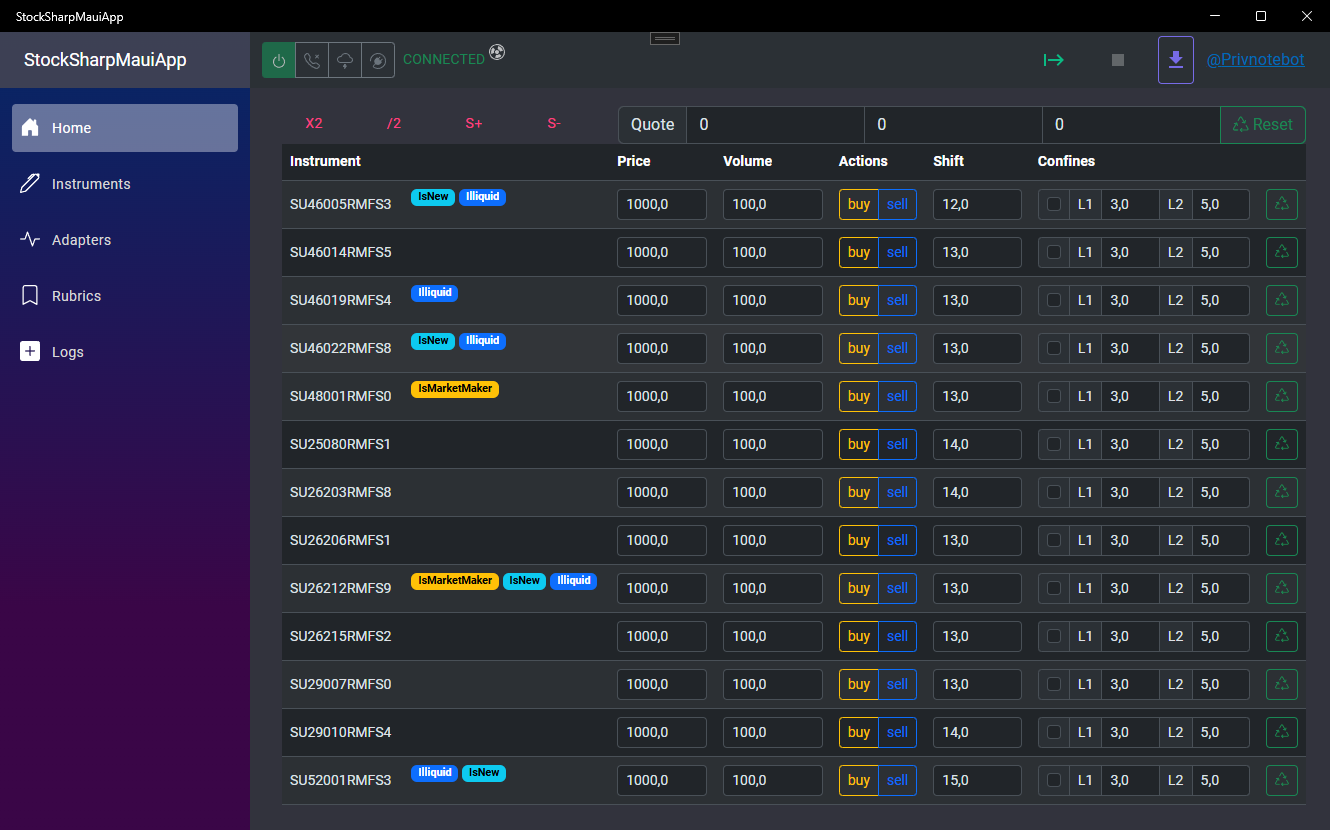 StockSharpMauiApp
StockSharpMauiApp
CONNECTED
@Privnotebot
Home
Instruments
Adapters
Rubrics
Logs
X2 /2 S+ S- Quote 0 0 0 Reset
Instrument Price Volume Actions Shift Confines
SU46005RMFS3 IsNew Illiquid 1000,0 100,0 buy sell 12,0 L1 3,0 L2 5,0
SU46014RMFS5 1000,0 100,0 buy sell 13,0 L1 3,0 L2 5,0
SU46019RMFS4 Illiquid 1000,0 100,0 buy sell 13,0 L1 3,0 L2 5,0
SU46022RMFS8 IsNew Illiquid 1000,0 100,0 buy sell 13,0 L1 3,0 L2 5,0
SU48001RMFS0 IsMarketMaker 1000,0 100,0 buy sell 13,0 L1 3,0 L2 5,0
SU25080RMFS1 1000,0 100,0 buy sell 14,0 L1 3,0 L2 5,0
SU26203RMFS8 1000,0 100,0 buy sell 14,0 L1 3,0 L2 5,0
SU26206RMFS1 1000,0 100,0 buy sell 13,0 L1 3,0 L2 5,0
SU26212RMFS9 IsMarketMaker IsNew Illiquid 1000,0 100,0 buy sell 13,0 L1 3,0 L2 5,0
SU26215RMFS2 1000,0 100,0 buy sell 13,0 L1 3,0 L2 5,0
SU29007RMFS0 1000,0 100,0 buy sell 13,0 L1 3,0 L2 5,0
SU29010RMFS4 1000,0 100,0 buy sell 14,0 L1 3,0 L2 5,0
SU52001RMFS3 Illiquid IsNew 1000,0 100,0 buy sell 15,0 L1 3,0 L2 5,0